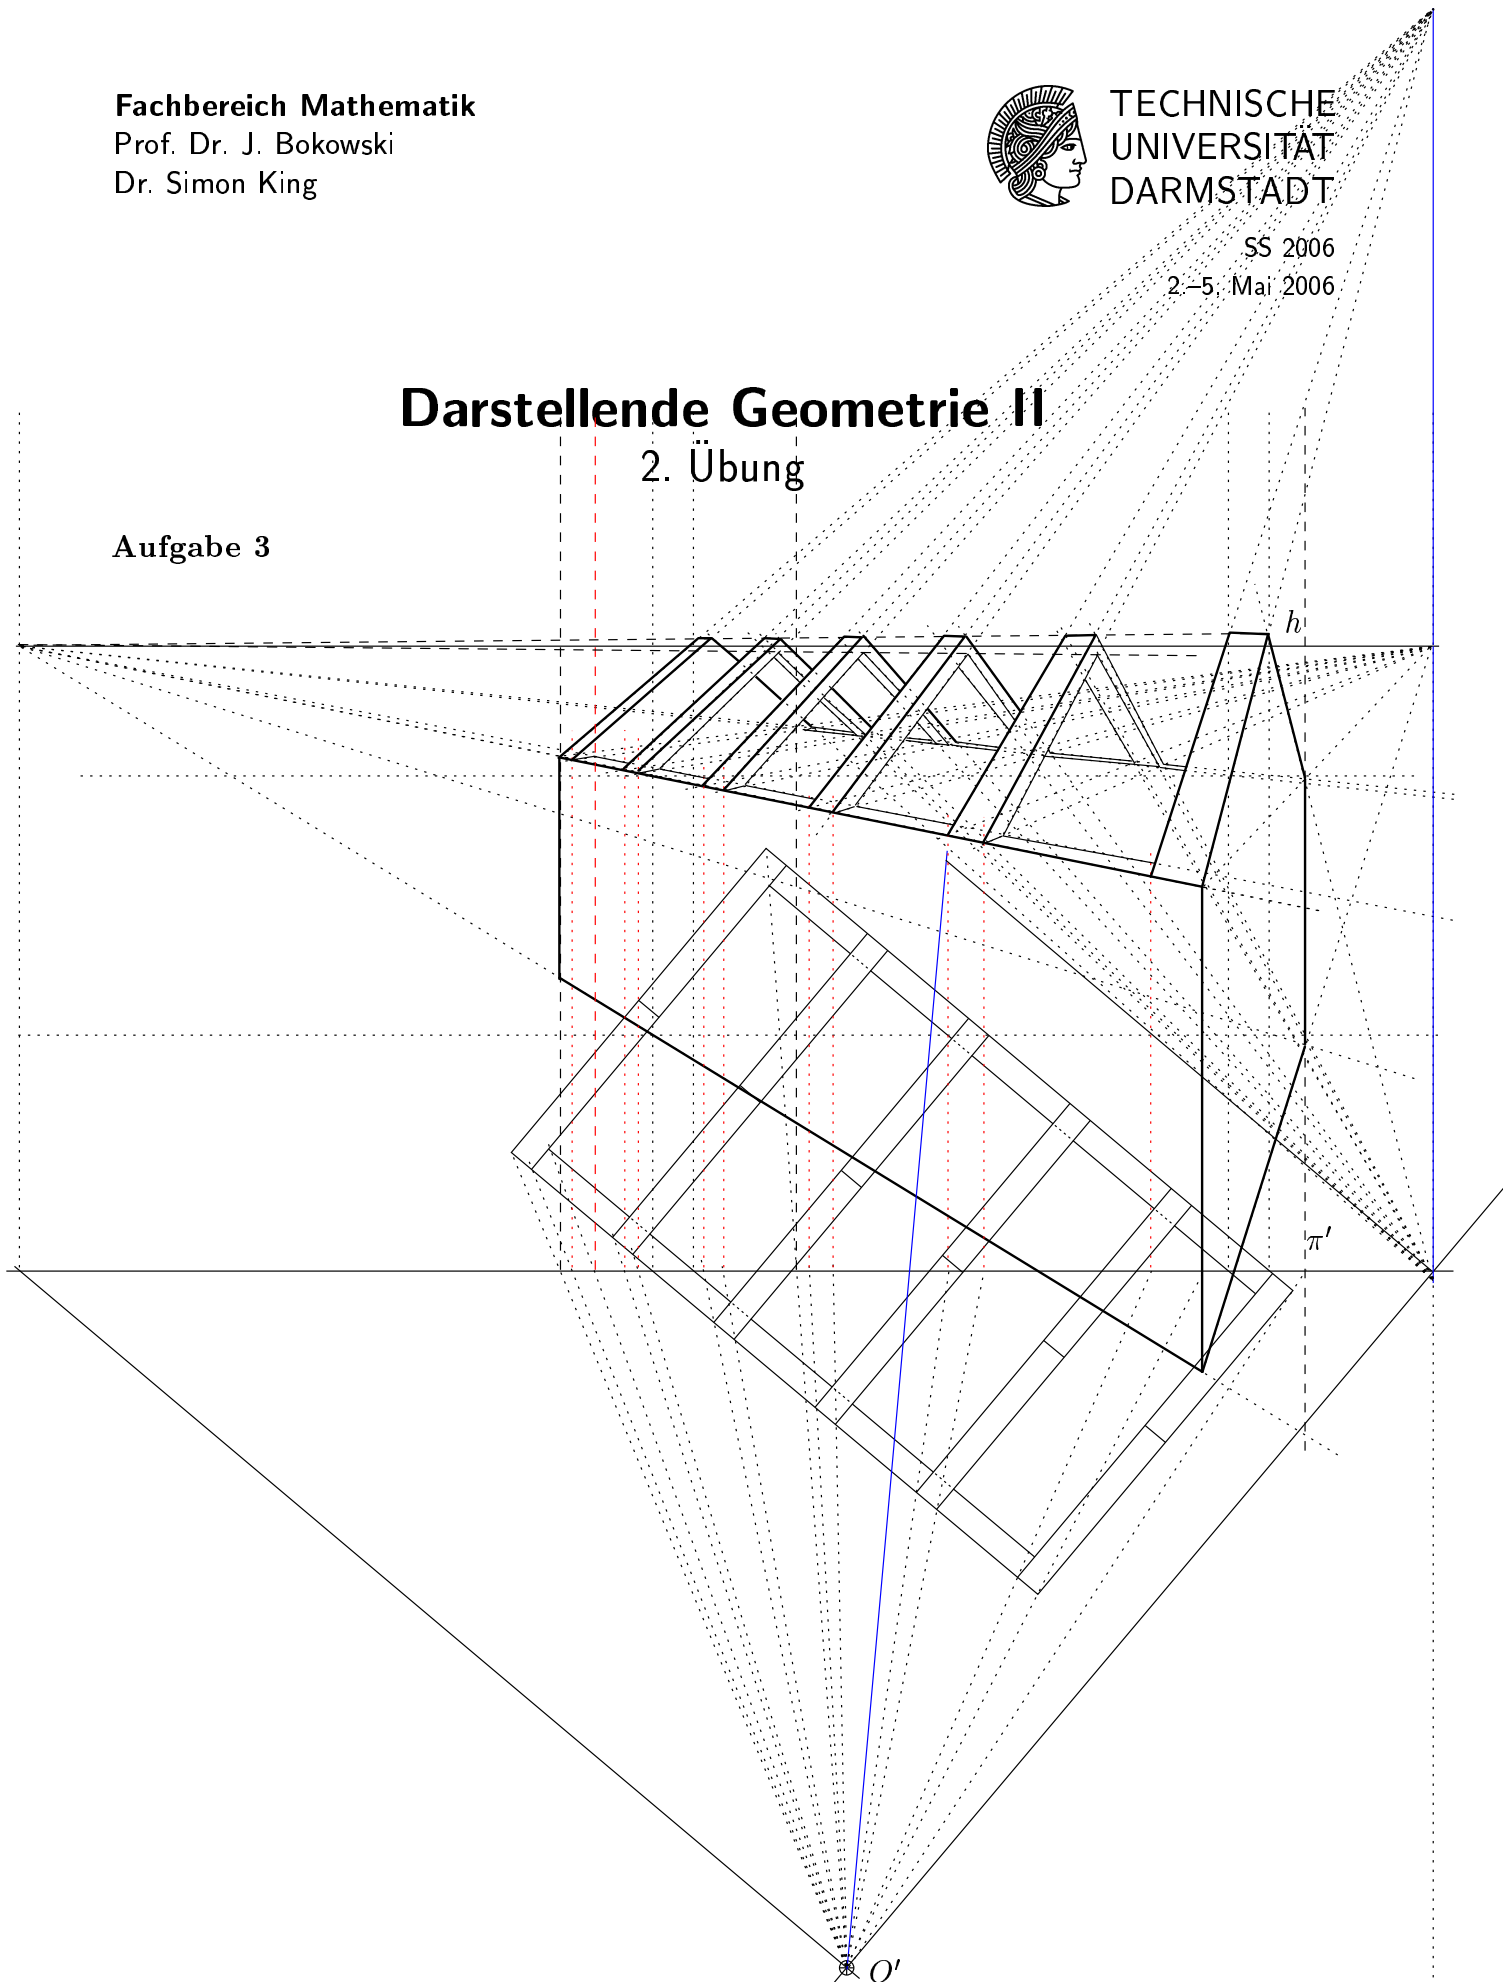 Fachbereich Mathematik
Prof. Dr. J. Bokowski
Dr. Simon King
TECHNISCHE
UNIVERSITÄT
DARMSTADT
SS 2006
2.–5. Mai 2006
Darstellende Geometrie II
2. Übung
Aufgabe 3
h
π′
O′